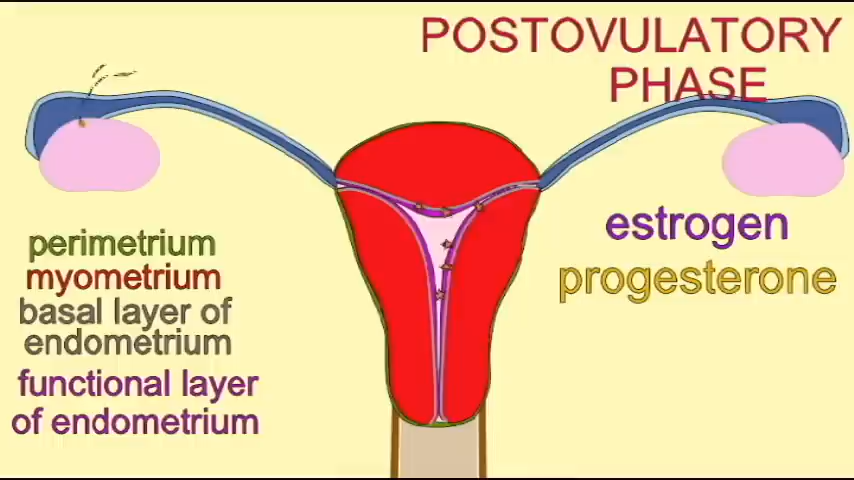 POSTOVULATORY
PHASE
perimetrium
myometrium
basal layer of
endometrium
functional layer
of endometrium
estrogen
progesterone